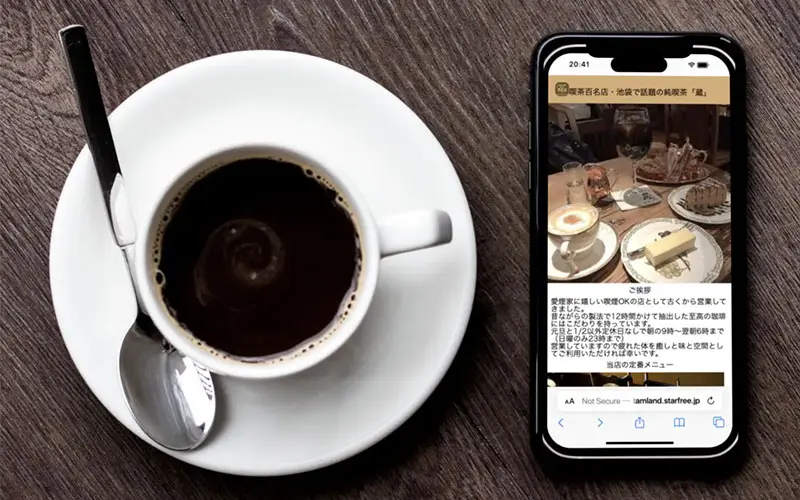 20:41
喫茶百名店・池袋で話題の純喫茶「蔵」
ご挨拶
愛煙家に嬉しい喫煙OKの店として古くから営業して
きました。
昔ながらの製法で12時間かけて抽出した至高の珈琲
にはこだわりを持っています。
元旦と1/2以外定休日なしで朝の9時〜翌朝6時まで
（日曜のみ23時まで）
営業していますので疲れた体を癒しと味と空間とし
てご利用いただければ幸いです。
当店の定番メニュー
AA Not Secure — tamland.starfree.jp